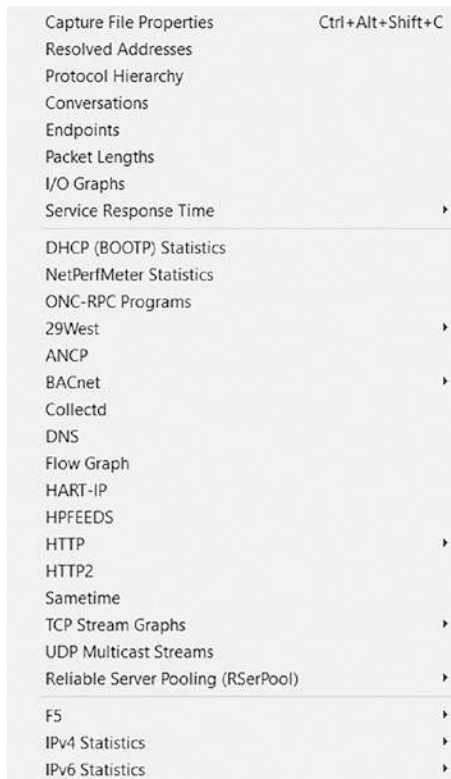 Capture File Properties Ctrl+Alt+Shift+C
Resolved Addresses
Protocol Hierarchy
Conversations
Endpoints
Packet Lengths
I/O Graphs
Service Response Time
DHCP (BOOTP) Statistics
NetPerfMeter Statistics
ONC-RPC Programs
29West
ANCP
BACnet
Collectd
DNS
Flow Graph
HART-IP
HPFEEDS
HTTP
HTTP2
Sametime
TCP Stream Graphs
UDP Multicast Streams
Reliable Server Pooling (RSerPool)
F5
IPv4 Statistics
IPv6 Statistics